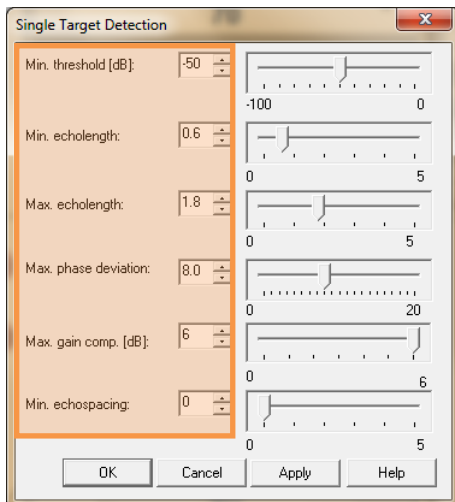 Single Target Detection
Min. threshold [dB]: -50
-100 0
Min. echolength: 0.6
0 5
Max. echolength: 1.8
0 5
Max. phase deviation: 8.0
0 20
Max. gain comp. [dB]: 6
0 6
Min. echospacing: 0
0 5
OK Cancel Apply Help